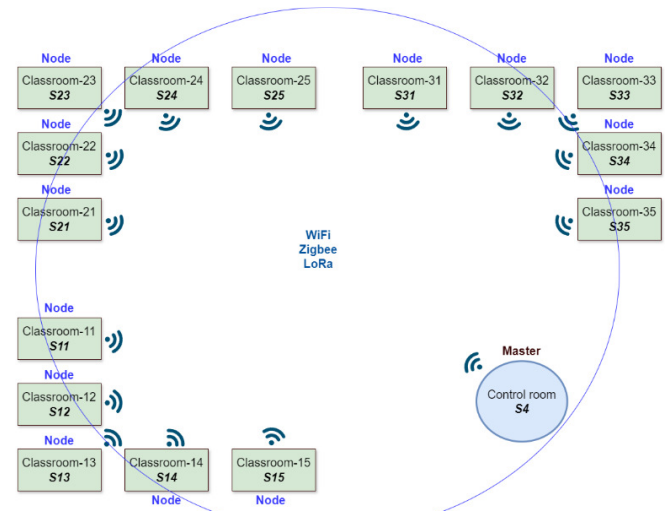 Node
Classroom-23
S23
Node
Classroom-24
S24
Node
Classroom-25
S25
Node
Classroom-31
S31
Node
Classroom-32
S32
Node
Classroom-33
S33
Node
Classroom-22
S22
Node
Classroom-34
S34
Node
Classroom-21
S21
Node
Classroom-35
S35
WiFi
Zigbee
LoRa
Node
Classroom-11
S11
Master
Control room
S4
Node
Classroom-12
S12
Node
Classroom-13
S13
Classroom-14
S14
Node
Classroom-15
S15
Node